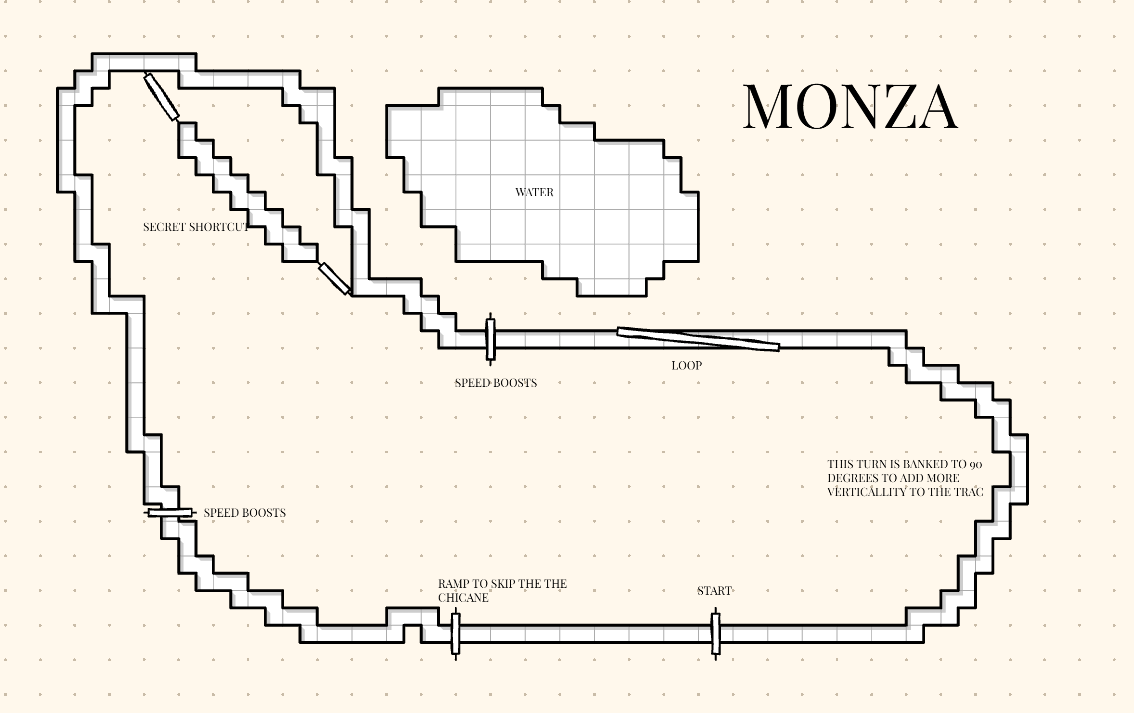 MONZA
WATER
SECRET SHORTCUT
LOOP
SPEED BOOSTS
THIS TURN IS BANKED TO 90
DEGREES TO ADD MORE
VERTICALLITY TO THE TRAC
SPEED BOOSTS
RAMP TO SKIP THE THE
CHICANE
START